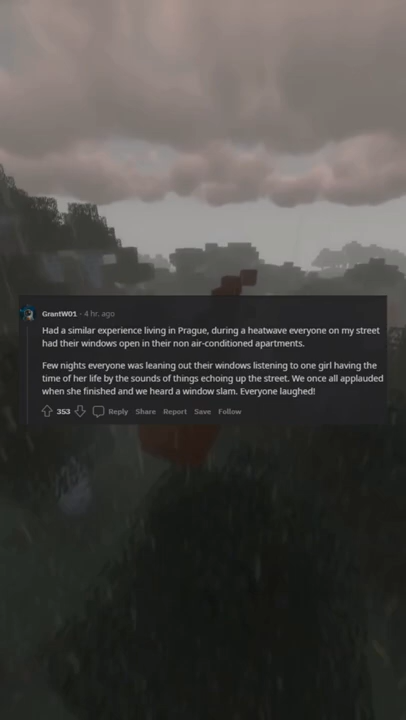 GrantW01 · 4 hr. ago
Had a similar experience living in Prague, during a heatwave everyone on my street
had their windows open in their non air-conditioned apartments.
Few nights everyone was leaning out their windows listening to one girl having the
time of her life by the sounds of things echoing up the street. We once all applauded
when she finished and we heard a window slam. Everyone laughed!
353 Reply Share Report Save Follow